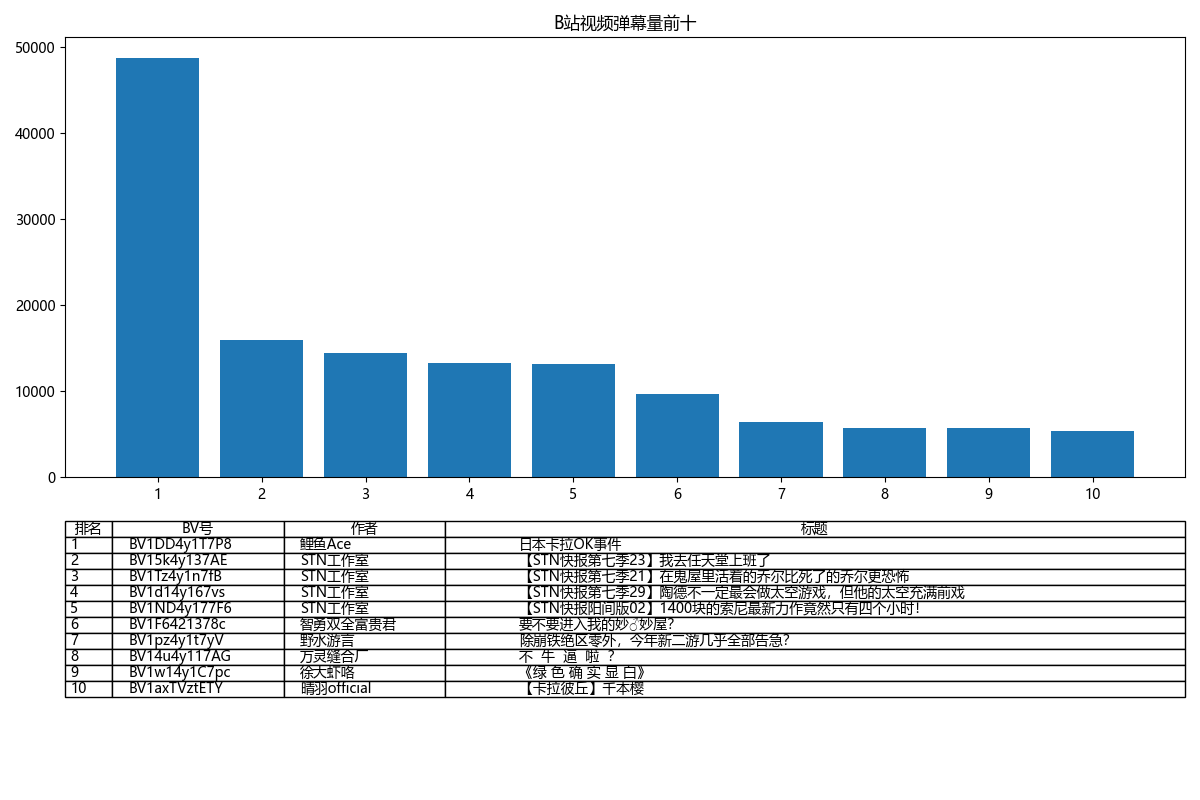 B站视频弹幕量前十
50000
40000
30000
20000
10000
0
1 2 3 4 5 6 7 8 9 10
排名 BV号 作者 标题
1 BV1DD4y1T7P8 鲤鱼Ace 日本卡拉OK事件
2 BV15k4y137AE STN工作室 【STN快报第七季23】我去任天堂上班了
3 BV1Tz4y1n7fB STN工作室 【STN快报第七季21】在鬼屋里活着的乔尔比死了的乔尔更恐怖
4 BV1d14y167vs STN工作室 【STN快报第七季29】陶德不一定最会做太空游戏，但他的太空充满前戏
5 BV1ND4y177F6 STN工作室 【STN快报阳间版02】1400块的索尼最新力作竟然只有四个小时！
6 BV1F6421378c 智勇双全富贵君 要不要进入我的妙♂妙屋？
7 BV1pz4y1t7yV 野水游言 除崩铁绝区零外，今年新二游几乎全部告急？
8 BV14u4y117AG 万灵缝合厂 不 牛 逼 啦 ？
9 BV1w14y1C7pc 徐大虾咯 《绿 色 确 实 显 白》
10 BV1axTVztETY 晴羽official 【卡拉彼丘】千本樱